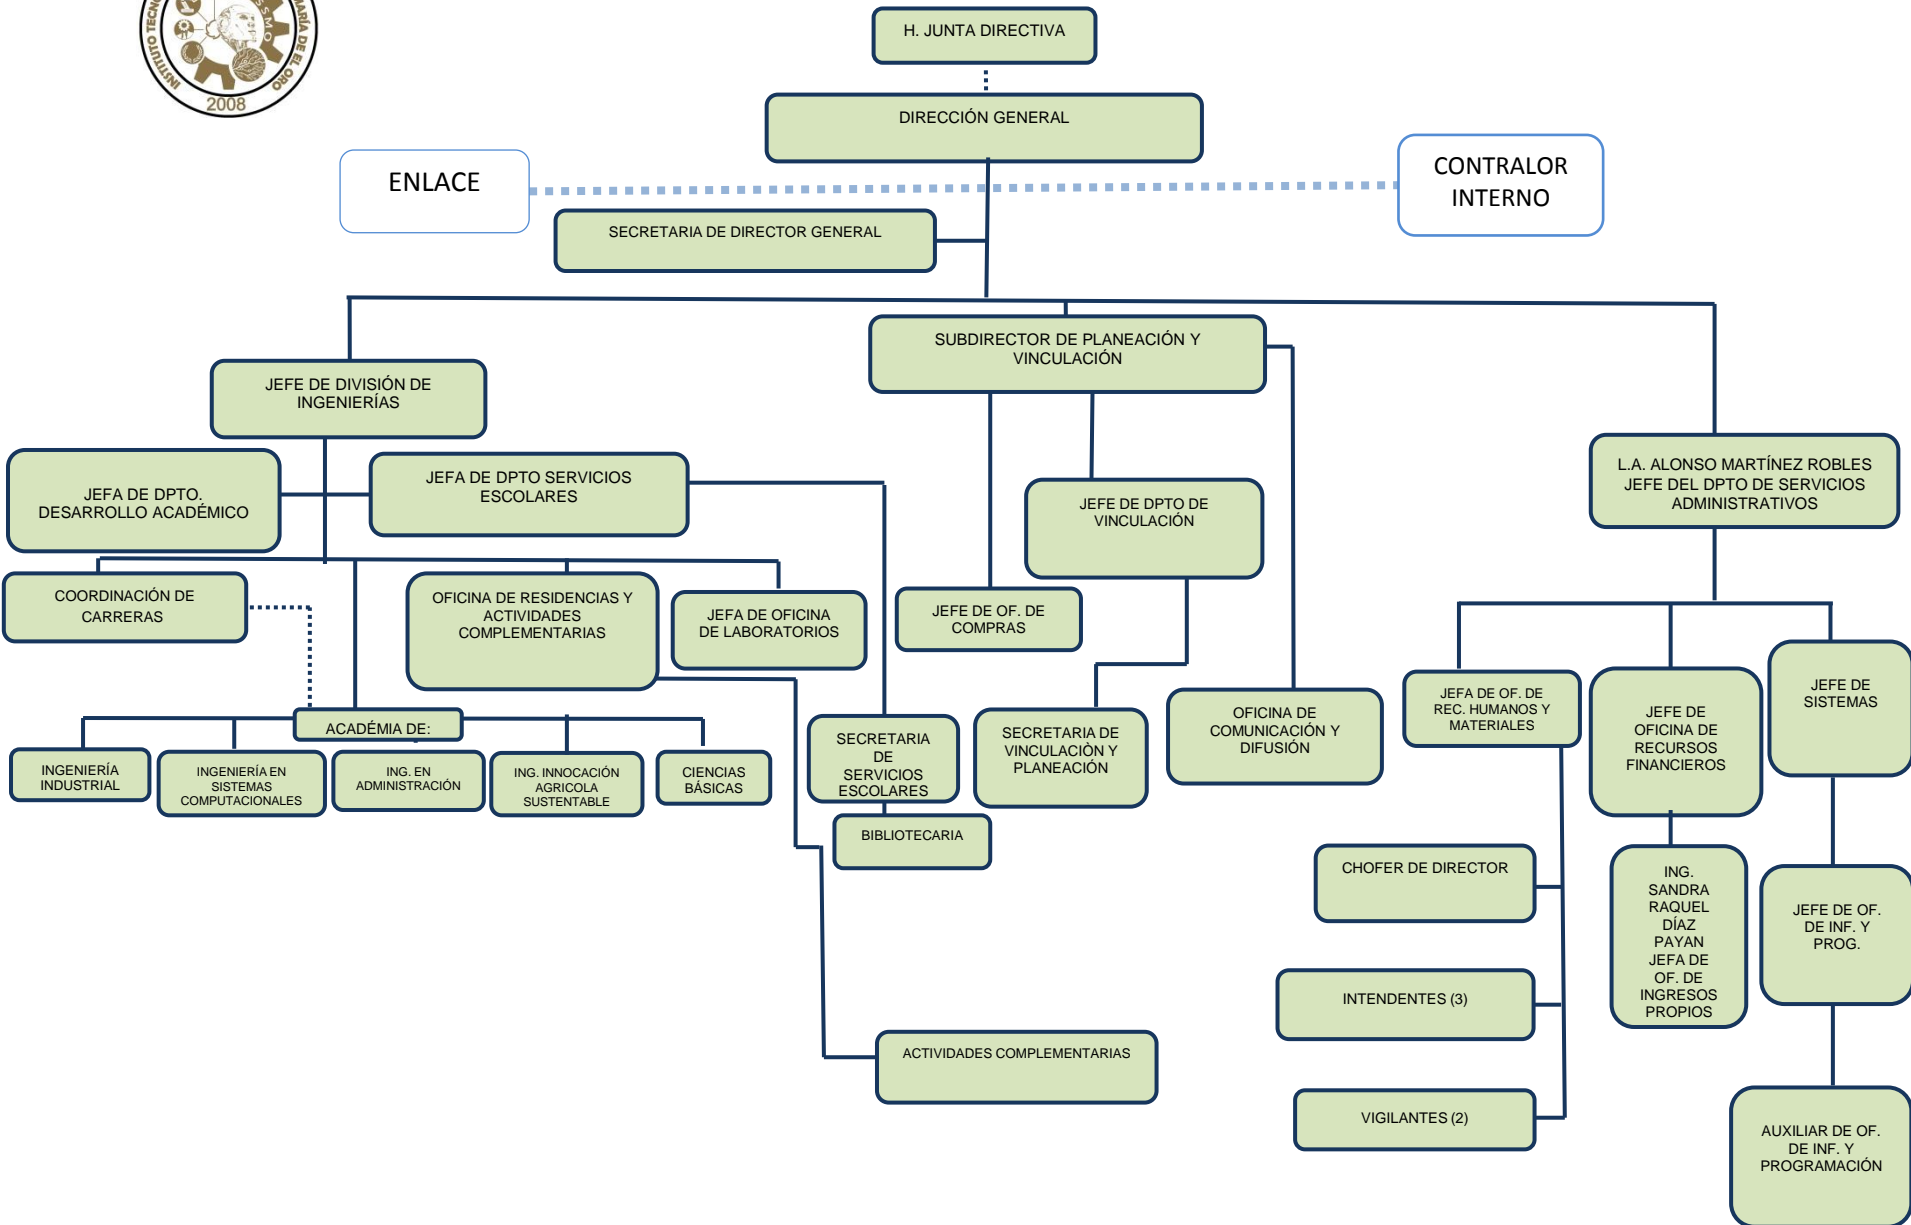 INSTITUTO TECN
MARÍA DE EL ORO
2008
H. JUNTA DIRECTIVA
DIRECCIÓN GENERAL
ENLACE
CONTRALOR
INTERNO
SECRETARIA DE DIRECTOR GENERAL
SUBDIRECTOR DE PLANEACIÓN Y
VINCULACIÓN
JEFE DE DIVISIÓN DE
INGENIERÍAS
L.A. ALONSO MARTÍNEZ ROBLES
JEFE DEL DPTO DE SERVICIOS
ADMINISTRATIVOS
JEFA DE DPTO.
DESARROLLO ACADÉMICO
JEFA DE DPTO SERVICIOS
ESCOLARES
JEFE DE DPTO DE
VINCULACIÓN
COORDINACIÓN DE
CARRERAS
OFICINA DE RESIDENCIAS Y
ACTIVIDADES
COMPLEMENTARIAS
JEFA DE OFICINA
DE LABORATORIOS
JEFE DE OF. DE
COMPRAS
JEFA DE OF. DE
REC. HUMANOS Y
MATERIALES
JEFE DE
OFICINA DE
RECURSOS
FINANCIEROS
JEFE DE
SISTEMAS
ACADÉMIA DE:
INGENIERÍA
INDUSTRIAL
INGENIERÍA EN
SISTEMAS
COMPUTACIONALES
ING. EN
ADMINISTRACIÓN
ING. INNOCACIÓN
AGRICOLA
SUSTENTABLE
CIENCIAS
BÁSICAS
SECRETARIA
DE
SERVICIOS
ESCOLARES
SECRETARIA DE
VINCULACIÒN Y
PLANEACIÓN
OFICINA DE
COMUNICACIÓN Y
DIFUSIÓN
BIBLIOTECARIA
CHOFER DE DIRECTOR
ING.
SANDRA
RAQUEL
DÍAZ
PAYAN
JEFA DE
OF. DE
INGRESOS
PROPIOS
JEFE DE OF.
DE INF. Y
PROG.
INTENDENTES (3)
ACTIVIDADES COMPLEMENTARIAS
VIGILANTES (2)
AUXILIAR DE OF.
DE INF. Y
PROGRAMACIÓN